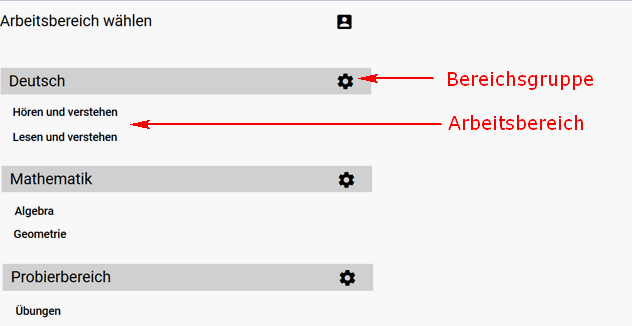 Arbeitsbereich wählen
Deutsch
Bereichsgruppe
Hören und verstehen
Arbeitsbereich
Lesen und verstehen
Mathematik
Algebra
Geometrie
Probierbereich
Übungen